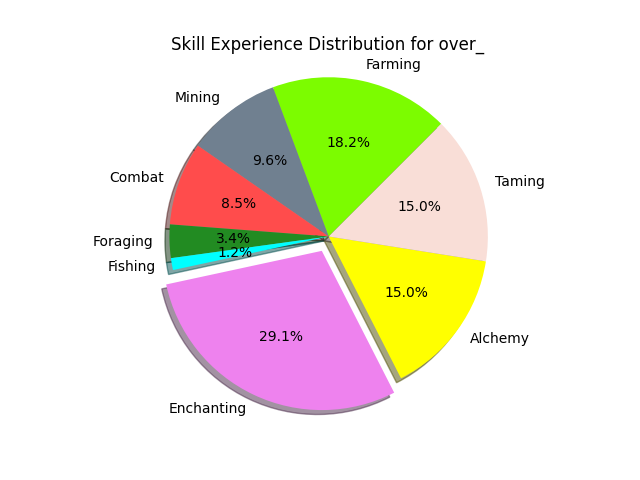 Skill Experience Distribution for over_
Farming
Mining
18.2%
9.6%
Combat
Taming
8.5%
15.0%
Foraging
3.4%
1.2%
Fishing
15.0%
29.1%
Alchemy
Enchanting